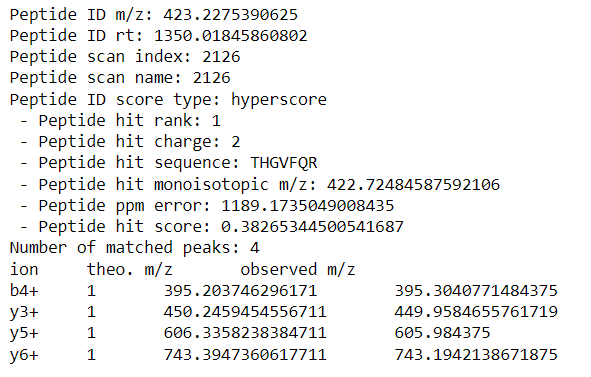 Peptide ID m/z: 423.2275390625
Peptide ID rt: 1350.01845860802
Peptide scan index: 2126
Peptide scan name: 2126
Peptide ID score type: hyperscore
 - Peptide hit rank: 1
 - Peptide hit charge: 2
 - Peptide hit sequence: THGVFQR
 - Peptide hit monoisotopic m/z: 422.72484587592106
 - Peptide ppm error: 1189.1735049008435
 - Peptide hit score: 0.38265344500541687
Number of matched peaks: 4
ion theo. m/z observed m/z
b4+ 1 395.203746296171 395.3040771484375
y3+ 1 450.2459454556711 449.9584655761719
y5+ 1 606.3358238384711 605.984375
y6+ 1 743.3947360617711 743.1942138671875